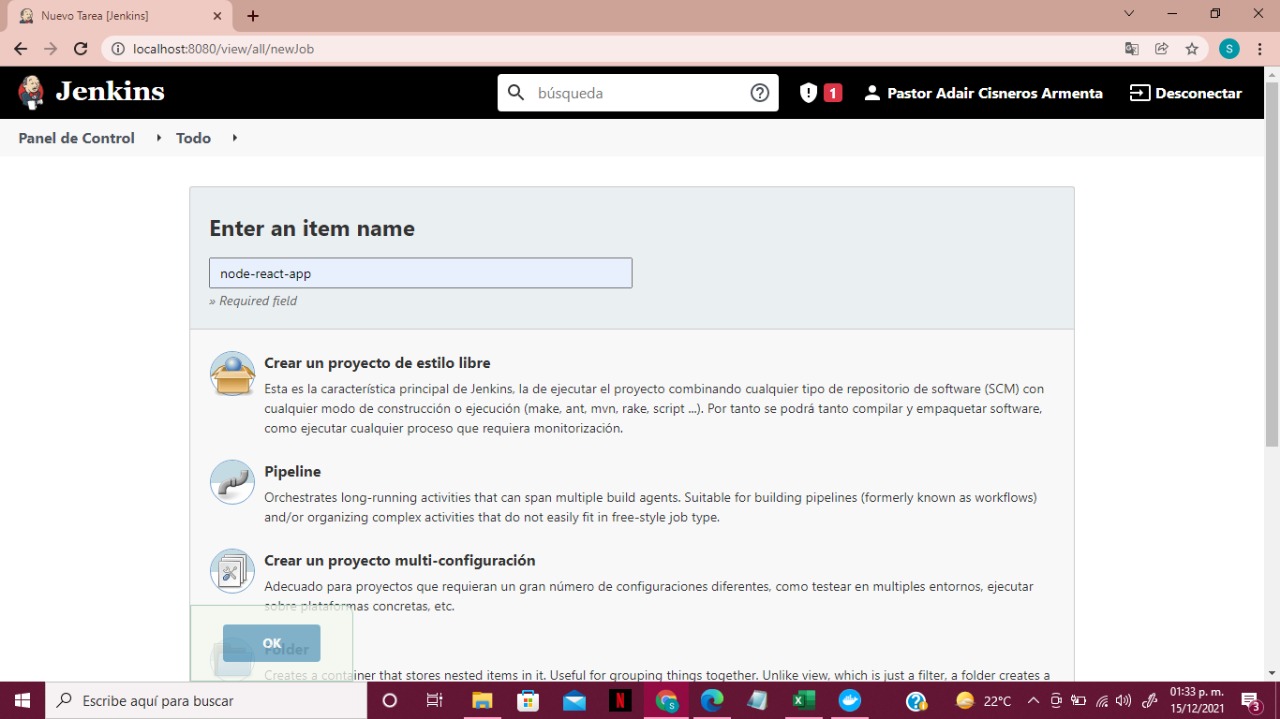 Nuevo Tarea [Jenkins]
localhost:8080/view/all/newJob
S
Jenkins
búsqueda
1
Pastor Adair Cisneros Armenta
Desconectar
Panel de Control
Todo
Enter an item name
node-react-app
» Required field
Crear un proyecto de estilo libre
Esta es la característica principal de Jenkins, la de ejecutar el proyecto combinando cualquier tipo de repositorio de software (SCM) con
cualquier modo de construcción o ejecución (make, ant, mvn, rake, script ...). Por tanto se podrá tanto compilar y empaquetar software,
como ejecutar cualquier proceso que requiera monitorización.
Pipeline
Orchestrates long-running activities that can span multiple build agents. Suitable for building pipelines (formerly known as workflows)
and/or organizing complex activities that do not easily fit in free-style job type.
Crear un proyecto multi-configuración
Adecuado para proyectos que requieran un gran número de configuraciones diferentes, como testear en multiples entornos, ejecutar
sobre plataformas concretas, etc.
OK
Folder
Creates a container that stores nested items in it. Useful for grouping things together. Unlike view, which is just a filter, a folder creates a
Escribe aquí para buscar
22°C
01:33 p. m.
15/12/2021
3